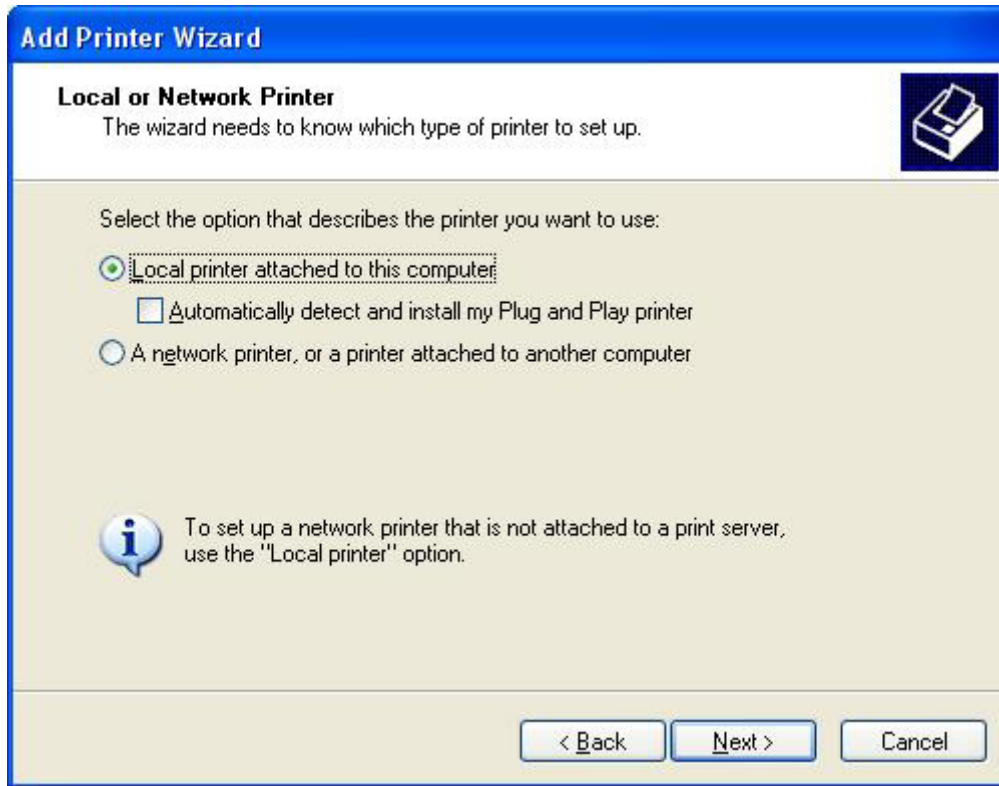 Add Printer Wizard
Local or Network Printer
The wizard needs to know which type of printer to set up.
Select the option that describes the printer you want to use:
Local printer attached to this computer
Automatically detect and install my Plug and Play printer
A network printer, or a printer attached to another computer
To set up a network printer that is not attached to a print server,
use the "Local printer" option.
< Back
Next >
Cancel